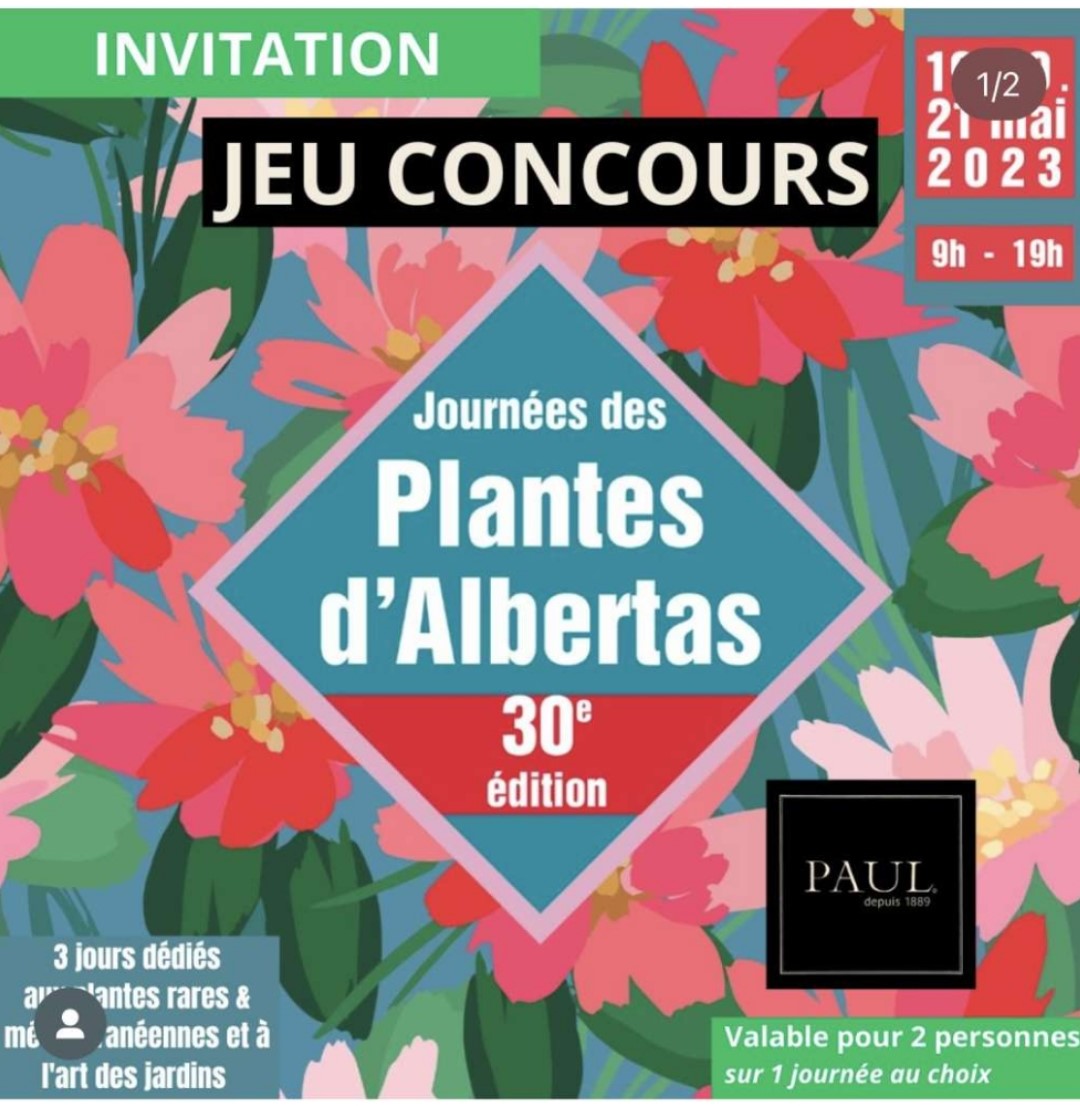 INVITATION
JEU CONCOURS
1/2
21 mai
2023
9h - 19h
Journées des
Plantes
d'Albertas
30e
édition
PAUL
depuis 1889
3 jours dédiés
rares &
et à
l'art des jardins
Valable pour 2 personnes
sur 1 journée au choix